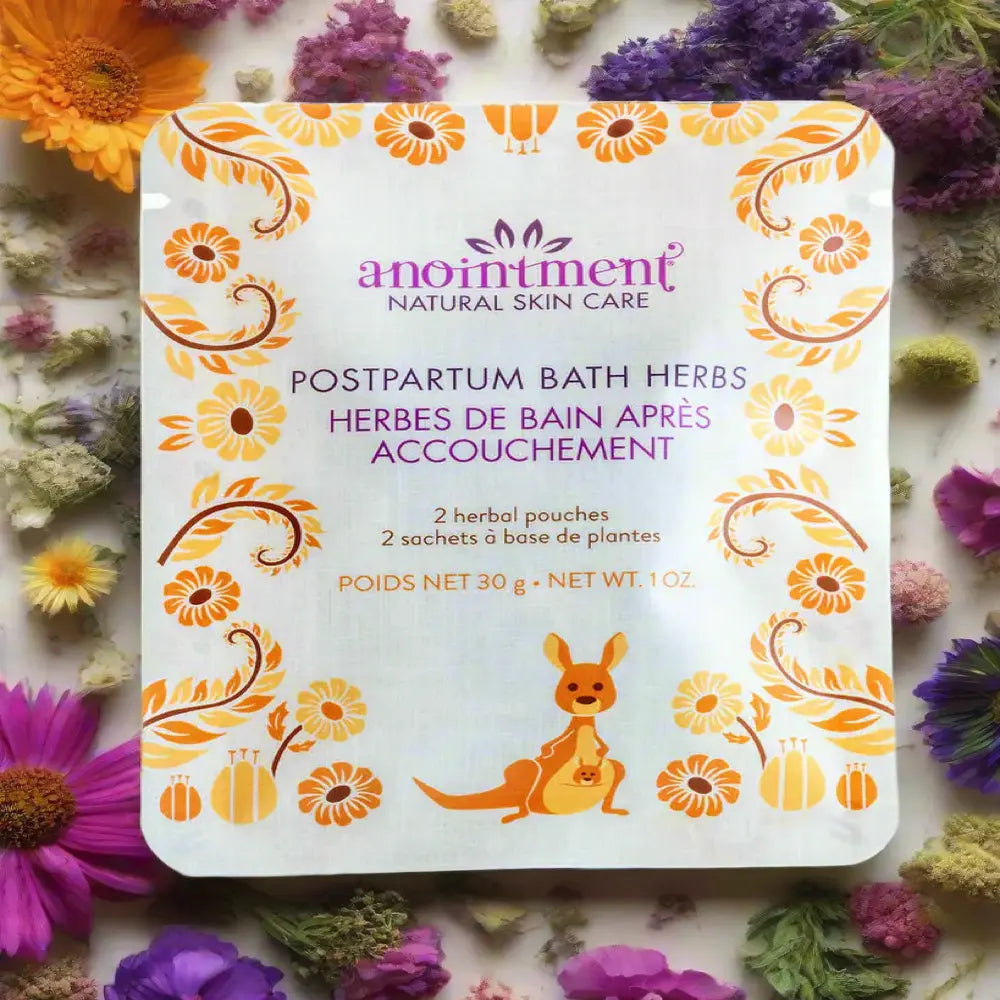 anointment®
NATURAL SKIN CARE
POSTPARTUM BATH HERBS
HERBES DE BAIN APRÈS
ACCOUCHEMENT
2 herbal pouches
2 sachets à base de plantes
POIDS NET 30 g • NET WT. 1 OZ.